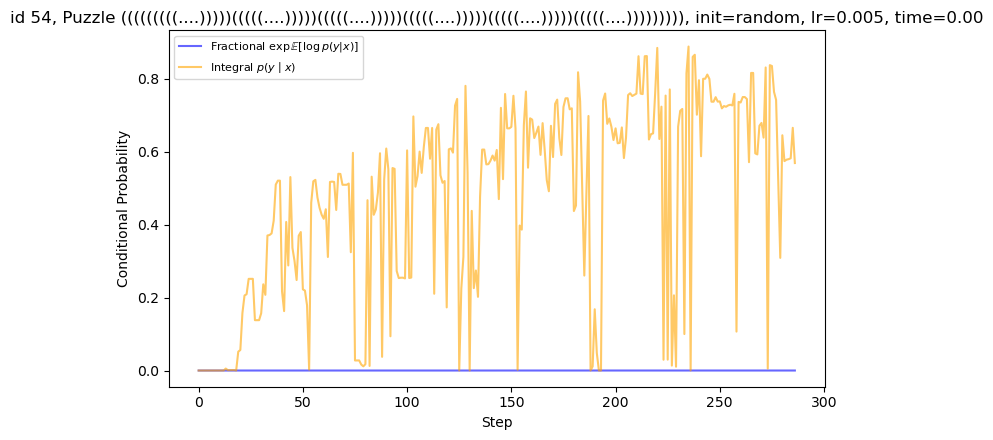 id 54, Puzzle (((((((((....)))))(((((....)))))(((((....)))))(((((....)))))(((((....)))))(((((....))))))))), init=random, lr=0.005, time=0.00
Fractional exp𝔼[log p(y|x)]
Integral p(y | x)
Conditional Probability
0.8
0.6
0.4
0.2
0.0
0
50
100
150
200
250
300
Step